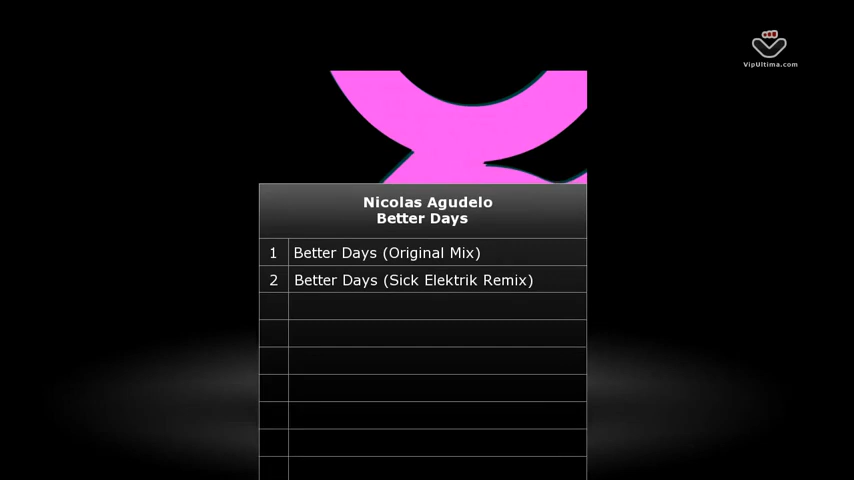 VipUltima.com
Nicolas Agudelo
Better Days
1 Better Days (Original Mix)
2 Better Days (Sick Elektrik Remix)